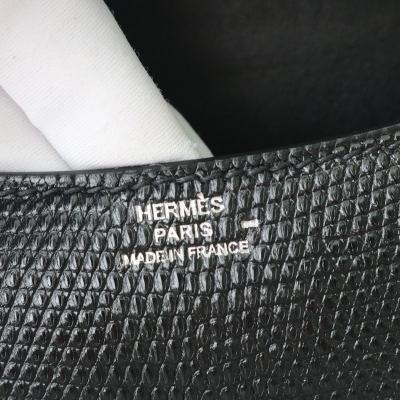 HERMÈS -
PARIS
MADE IN FRANCE